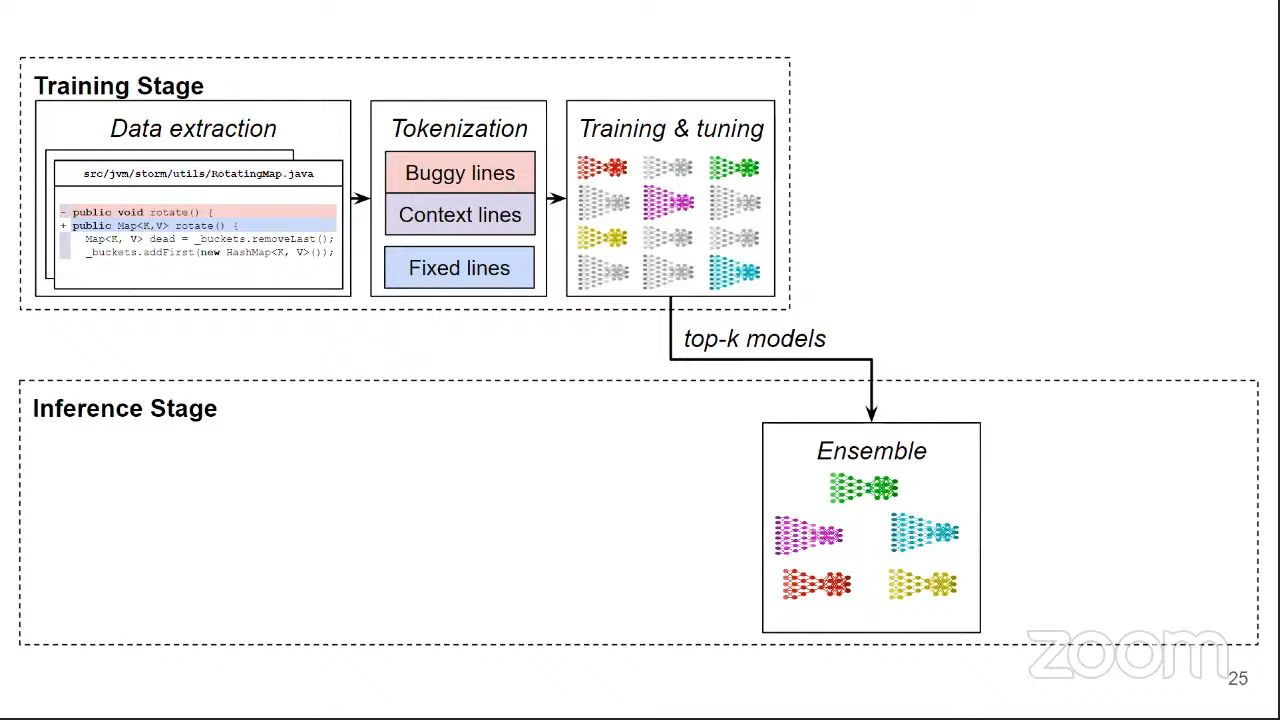 Training Stage
Data extraction
src/jvm/storm/utils/RotatingMap.java
- public void rotate() {
+ public Map<K,V> rotate() {
Map<K, V> dead = _buckets.removeLast();
_buckets.addFirst(new HashMap<K, V>());
Tokenization
Buggy lines
Context lines
Fixed lines
Training & tuning
top-k models
Inference Stage
Ensemble
zoom
25